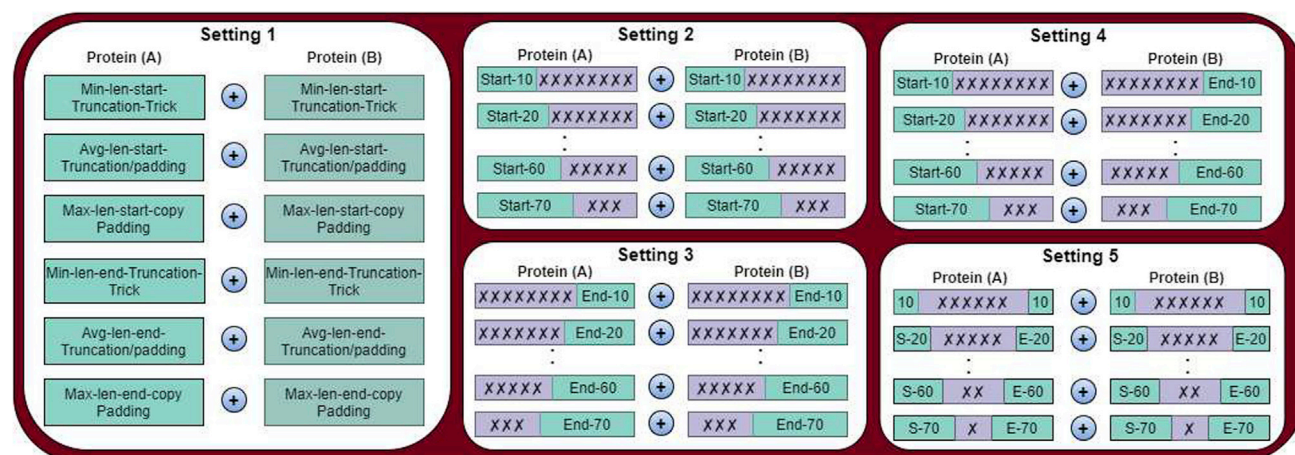 Setting 1
Protein (A) Protein (B)
Min-len-start-
Truncation-Trick
+
Min-len-start-
Truncation-Trick
Avg-len-start-
Truncation/padding
+
Avg-len-start-
Truncation/padding
Max-len-start-copy
Padding
+
Max-len-start-copy
Padding
Min-len-end-Truncation-
Trick
+
Min-len-end-Truncation-
Trick
Avg-len-end-
Truncation/padding
+
Avg-len-end-
Truncation/padding
Max-len-end-copy
Padding
+
Max-len-end-copy
Padding
Setting 2
Protein (A) Protein (B)
Start-10 XXXXXXXX + Start-10 XXXXXXXX
Start-20 XXXXXXX + Start-20 XXXXXXX
: :
Start-60 XXXXX + Start-60 XXXXX
Start-70 XXX + Start-70 XXX
Setting 3
Protein (A) Protein (B)
XXXXXXXX End-10 + XXXXXXXX End-10
XXXXXXX End-20 + XXXXXXX End-20
: :
XXXXX End-60 + XXXXX End-60
XXX End-70 + XXX End-70
Setting 4
Protein (A) Protein (B)
Start-10 XXXXXXXX + XXXXXXXX End-10
Start-20 XXXXXXX + XXXXXXX End-20
: :
Start-60 XXXXX + XXXXX End-60
Start-70 XXX + XXX End-70
Setting 5
Protein (A) Protein (B)
10 XXXXXX 10 + 10 XXXXXX 10
S-20 XXXXX E-20 + S-20 XXXXX E-20
: :
S-60 XX E-60 + S-60 XX E-60
S-70 X E-70 + S-70 X E-70